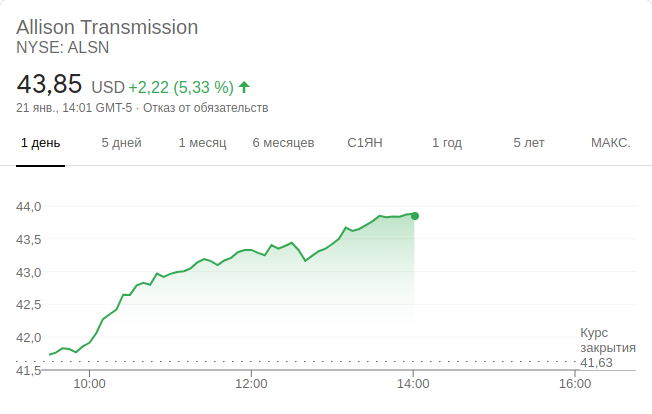 Allison Transmission
NYSE: ALSN
43,85 USD +2,22 (5,33 %)
21 янв., 14:01 GMT-5 · Отказ от обязательств
1 день 5 дней 1 месяц 6 месяцев С1ЯН 1 год 5 лет МАКС.
44,0
43,5
43,0
42,5
42,0
41,5
Курс
закрытия
41,63
10:00 12:00 14:00 16:00